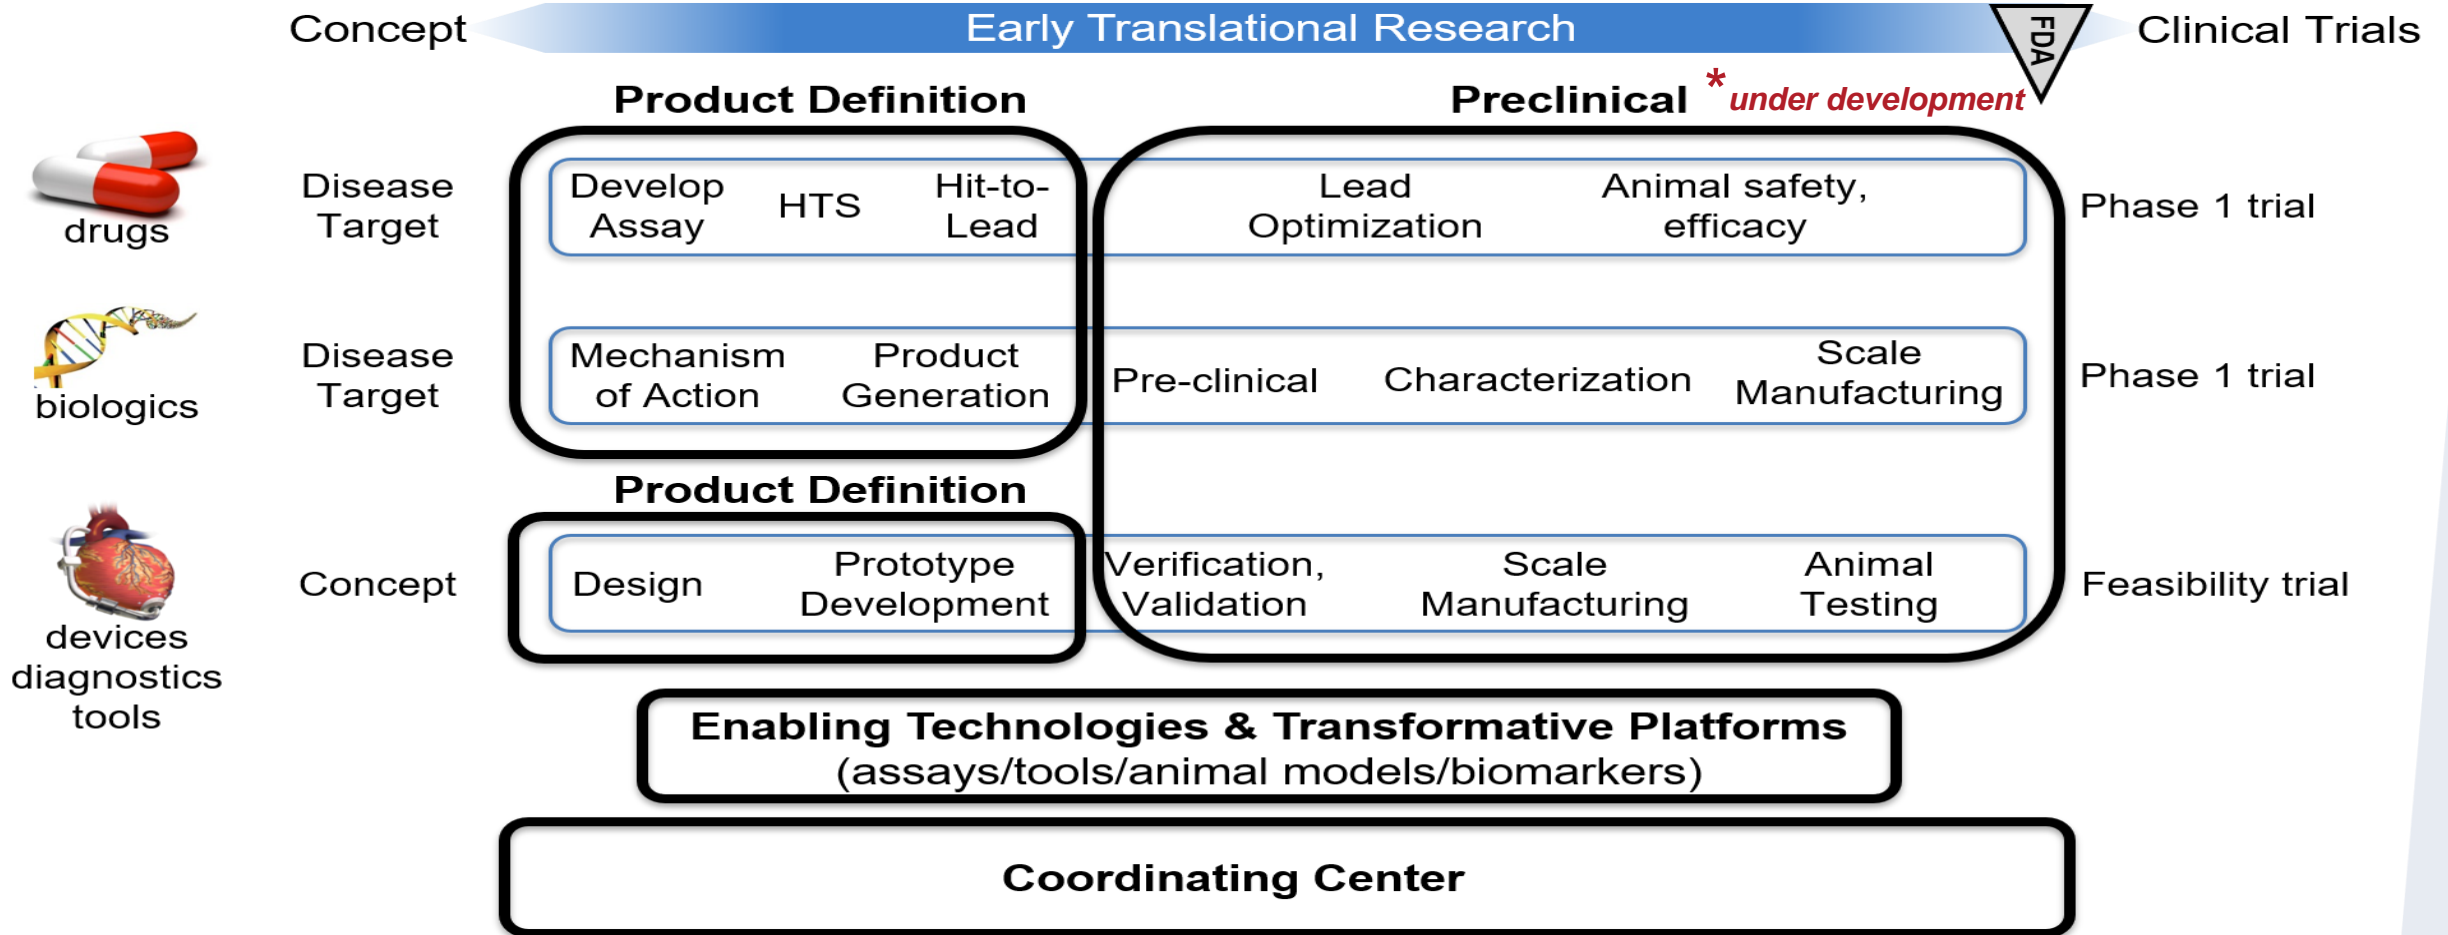 Concept
Early Translational Research
FDA
Clinical Trials
Product Definition
Preclinical
* under development
drugs
Disease
Target
Develop
Assay
HTS
Hit-to-
Lead
Lead
Optimization
Animal safety,
efficacy
Phase 1 trial
biologics
Disease
Target
Mechanism
of Action
Product
Generation
Pre-clinical
Characterization
Scale
Manufacturing
Phase 1 trial
Product Definition
devices
diagnostics
tools
Concept
Design
Prototype
Development
Verification,
Validation
Scale
Manufacturing
Animal
Testing
Feasibility trial
Enabling Technologies & Transformative Platforms
(assays/tools/animal models/biomarkers)
Coordinating Center